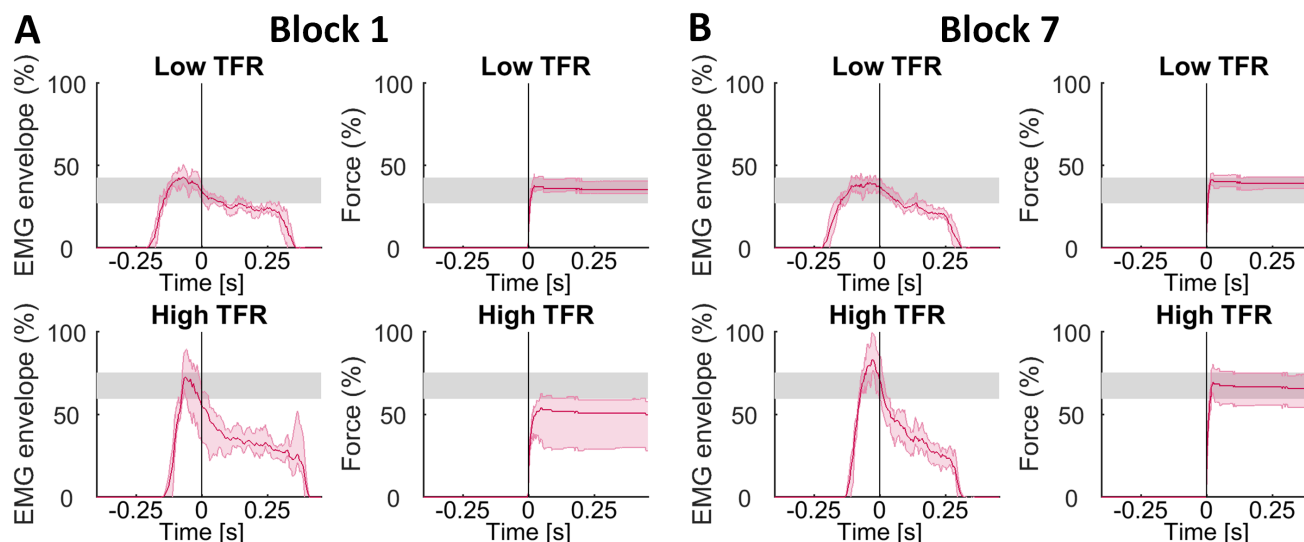 A Block 1 B Block 7
Low TFR Low TFR Low TFR Low TFR
EMG envelope (%) 100 50 0 -0.25 0 0.25 Time [s]
Force (%) 100 50 0 -0.25 0 0.25 Time [s]
EMG envelope (%) 100 50 0 -0.25 0 0.25 Time [s]
Force (%) 100 50 0 -0.25 0 0.25 Time [s]
High TFR High TFR High TFR High TFR
EMG envelope (%) 100 50 0 -0.25 0 0.25 Time [s]
Force (%) 100 50 0 -0.25 0 0.25 Time [s]
EMG envelope (%) 100 50 0 -0.25 0 0.25 Time [s]
Force (%) 100 50 0 -0.25 0 0.25 Time [s]